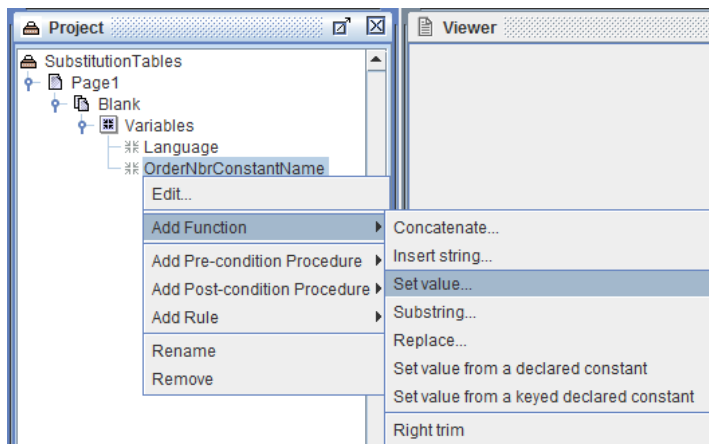 Project
Viewer
SubstitutionTables
Page1
Blank
Variables
Language
OrderNbrConstantName
Edit...
Add Function
Add Pre-condition Procedure
Add Post-condition Procedure
Add Rule
Rename
Remove
Concatenate...
Insert string...
Set value...
Substring...
Replace...
Set value from a declared constant
Set value from a keyed declared constant
Right trim